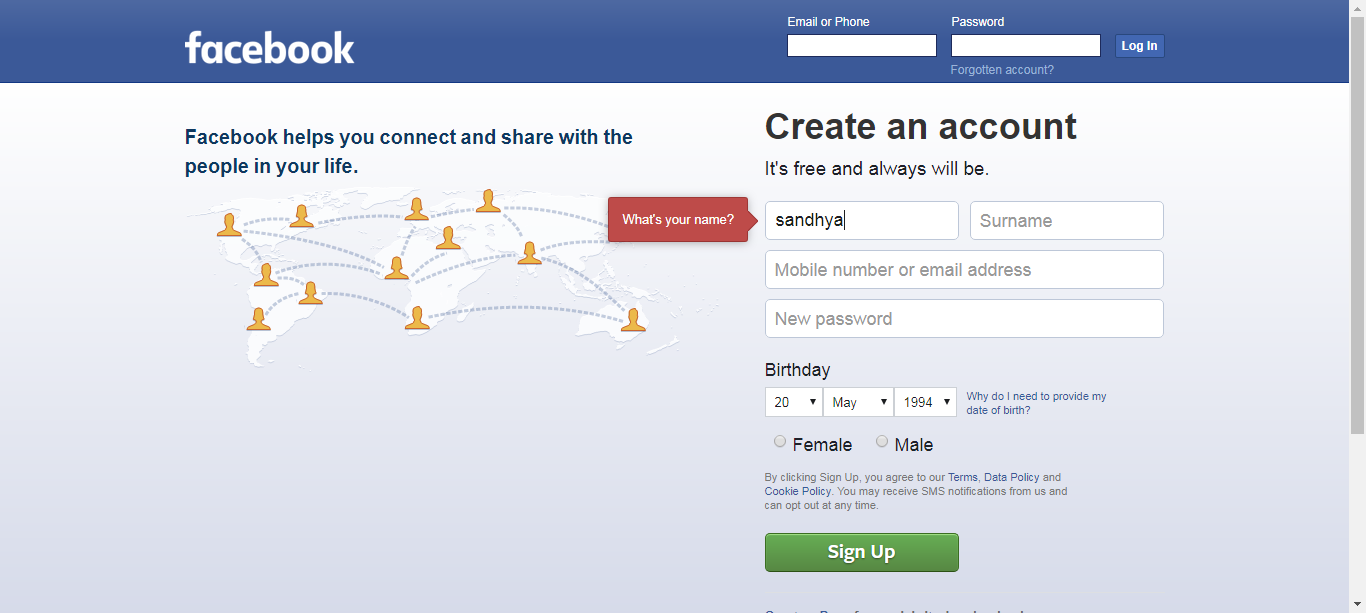 Email or Phone
Password
facebook
Log In
Forgotten account?
Facebook helps you connect and share with the
people in your life.
Create an account
It's free and always will be.
What's your name?
sandhya
Surname
Mobile number or email address
New password
Birthday
20
May
1994
Why do I need to provide my
date of birth?
Female
Male
By clicking Sign Up, you agree to our Terms, Data Policy and
Cookie Policy. You may receive SMS notifications from us and
can opt out at any time.
Sign Up